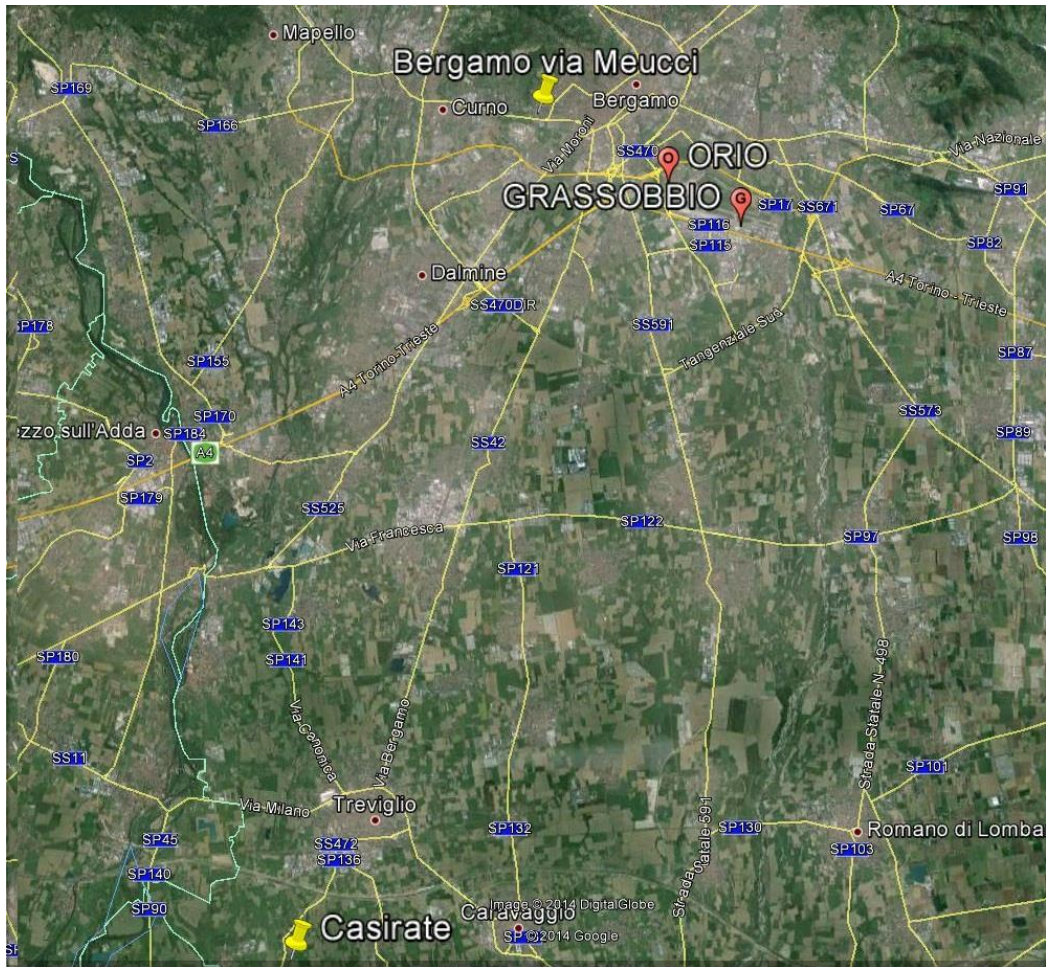 Mapello
Bergamo via Meucci
SP169
Curno
Bergamo
SP166
Via Moroni
Via Nazionale
SS470
O
ORIO
GRASSOBBIO
G
SP17
SS671
SP67
SP91
SP116
SP115
SP82
Dalmine
A4 Torino - Trieste
SS470DIR
SP178
SS591
A4 Torino-Trieste
Tangenziale Sud
SP155
SP87
SP170
SS573
ezzo sull'Adda
SP184
SP89
SP2
A4
SS42
SP179
SS525
Via Francesca
SP122
SP97
SP98
SP121
SP143
SP180
SP141
Strada Statale N. 498
Via Canonica
Via Bergamo
SS11
SP101
Via Milano
Treviglio
SP45
SS472
SP132
SP130
Romano di Lomba
SP136
SP103
atale 591
Strada S
SP140
SP90
Casirate
Image © 2014 DigitalGlobe
Caravaggio
© 2014 Google